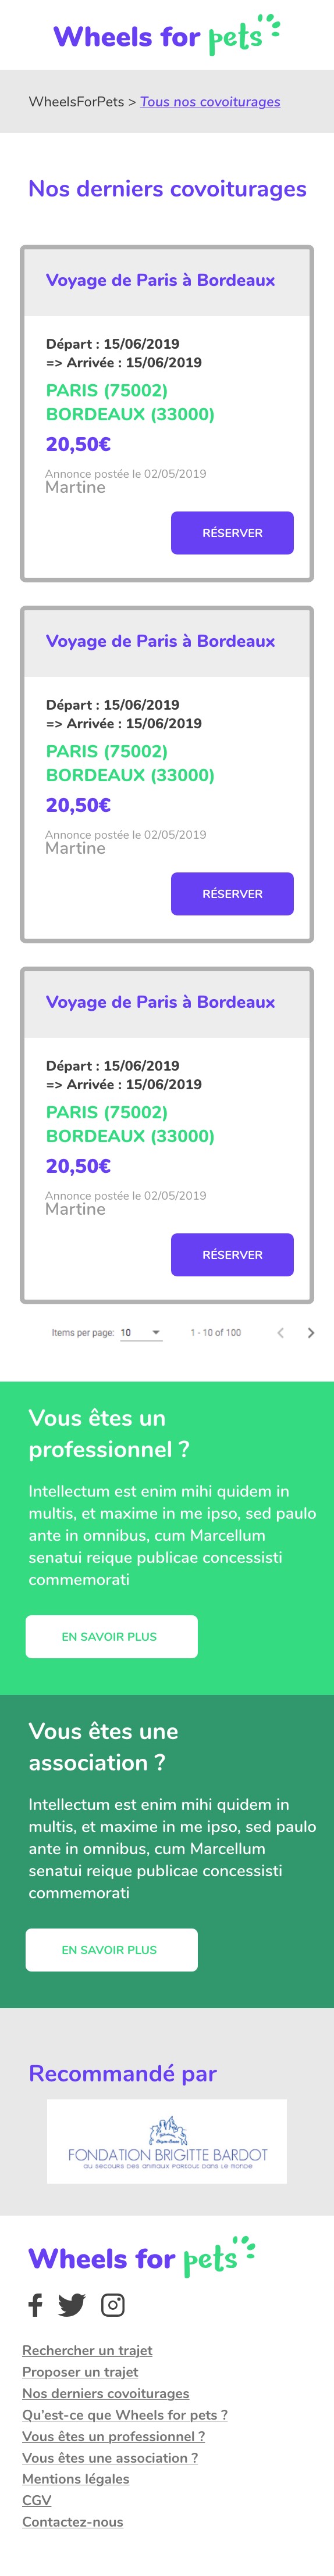 Wheels for pets
WheelsForPets > Tous nos covoiturages
Nos derniers covoiturages
Voyage de Paris à Bordeaux
Départ : 15/06/2019
=> Arrivée : 15/06/2019
PARIS (75002)
BORDEAUX (33000)
20,50€
Annonce postée le 02/05/2019
Martine
RÉSERVER
Voyage de Paris à Bordeaux
Départ : 15/06/2019
=> Arrivée : 15/06/2019
PARIS (75002)
BORDEAUX (33000)
20,50€
Annonce postée le 02/05/2019
Martine
RÉSERVER
Voyage de Paris à Bordeaux
Départ : 15/06/2019
=> Arrivée : 15/06/2019
PARIS (75002)
BORDEAUX (33000)
20,50€
Annonce postée le 02/05/2019
Martine
RÉSERVER
Items per page: 10 1 - 10 of 100
Vous êtes un
professionnel ?
Intellectum est enim mihi quidem in
multis, et maxime in me ipso, sed paulo
ante in omnibus, cum Marcellum
senatui reique publicae concessisti
commemorati
EN SAVOIR PLUS
Vous êtes une
association ?
Intellectum est enim mihi quidem in
multis, et maxime in me ipso, sed paulo
ante in omnibus, cum Marcellum
senatui reique publicae concessisti
commemorati
EN SAVOIR PLUS
Recommandé par
FONDATION BRIGITTE BARDOT
au secours des animaux partout dans le monde
Wheels for pets
Rechercher un trajet
Proposer un trajet
Nos derniers covoiturages
Qu'est-ce que Wheels for pets ?
Vous êtes un professionnel ?
Vous êtes une association ?
Mentions légales
CGV
Contactez-nous